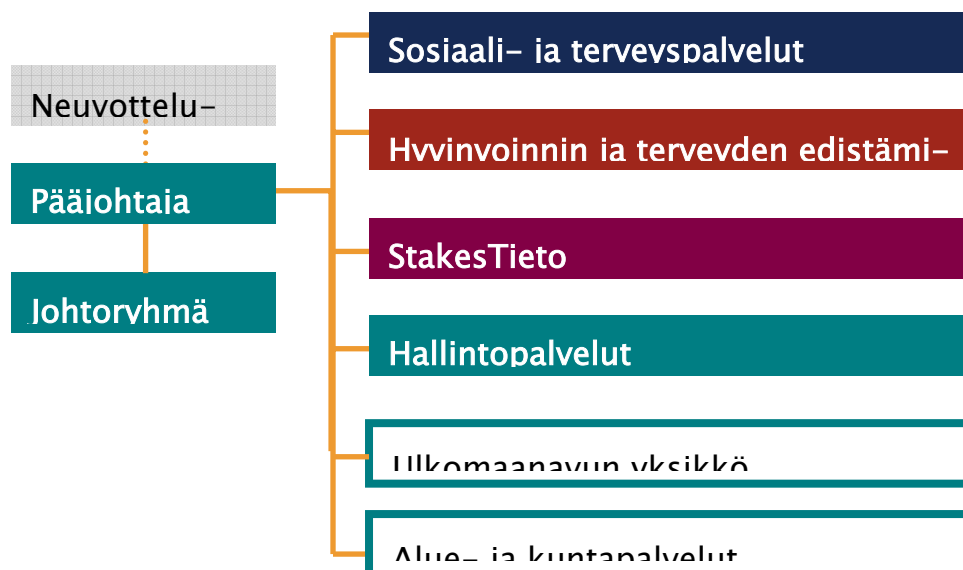 Neuvottelu-
Pääjohtaja
Johtoryhmä
Sosiaali- ja terveyspalvelut
Hyvinvoinnin ja terveyden edistämi-
StakesTieto
Hallintopalvelut
Ulkomaanavun yksikkö
Alue- ja kuntapalvelut